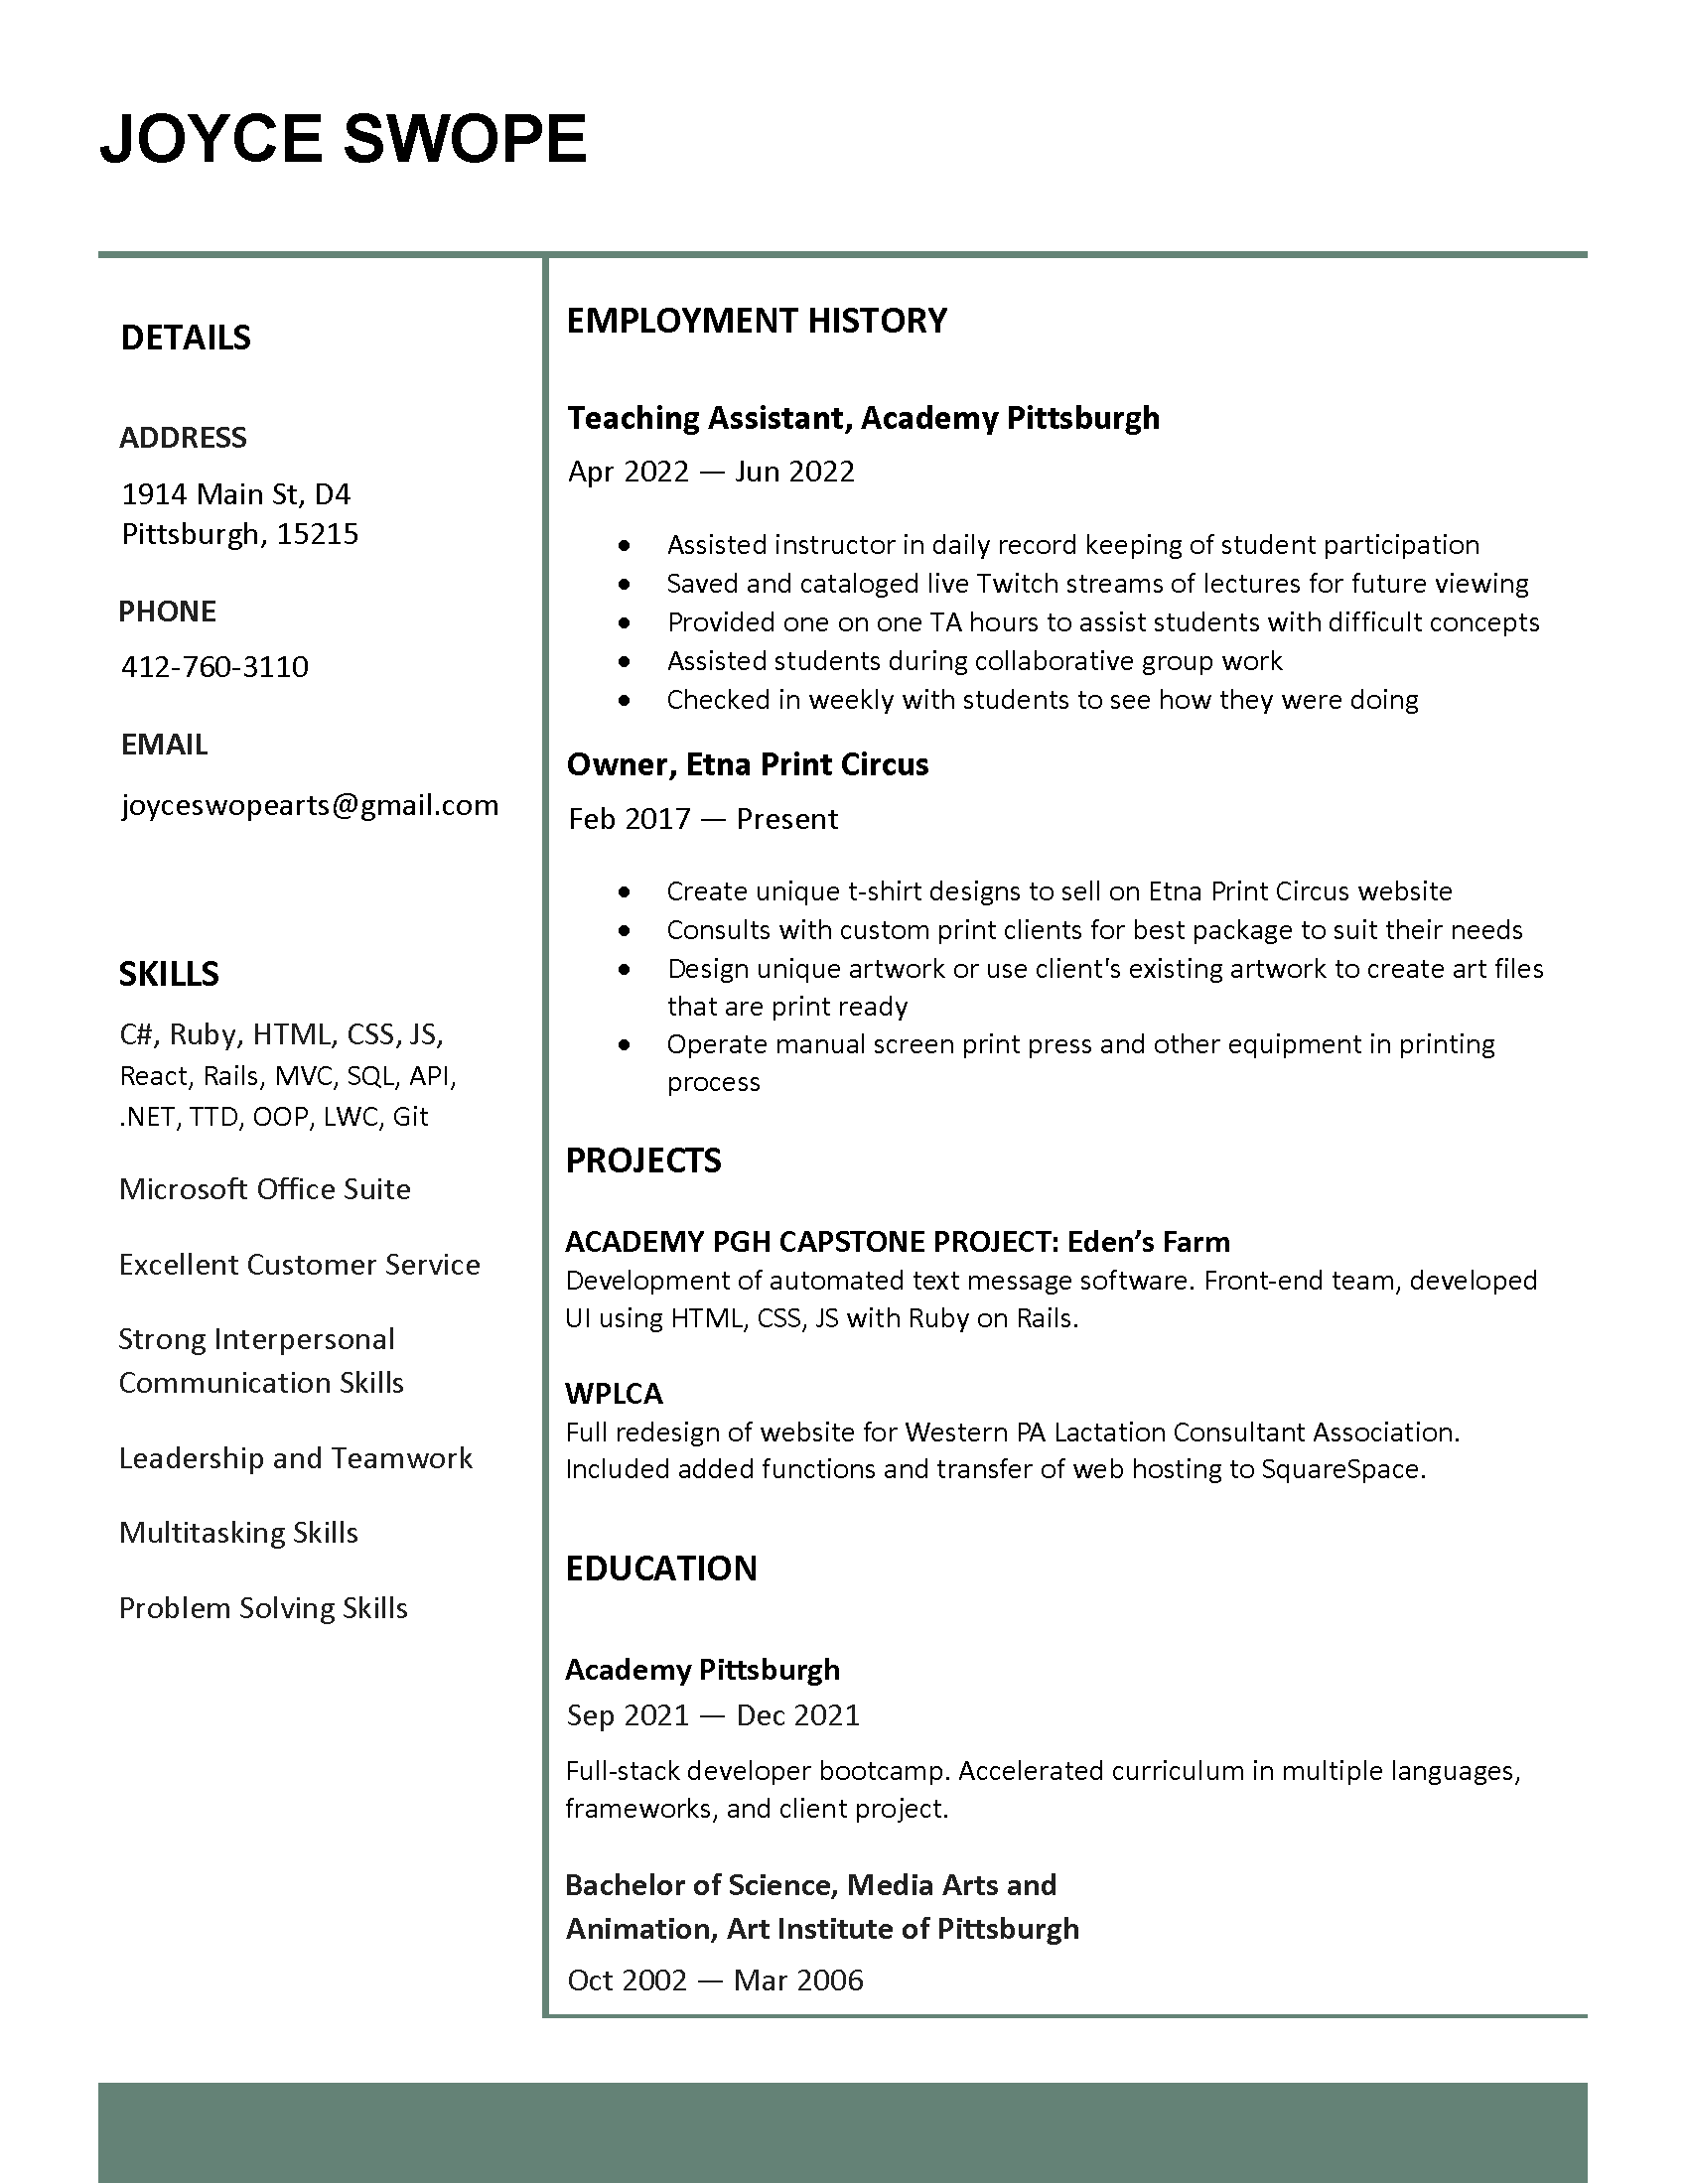 JOYCE SWOPE
DETAILS
ADDRESS
1914 Main St, D4
Pittsburgh, 15215
PHONE
412-760-3110
EMAIL
joyceswopearts@gmail.com
SKILLS
C#, Ruby, HTML, CSS, JS,
React, Rails, MVC, SQL, API,
.NET, TTD, OOP, LWC, Git
Microsoft Office Suite
Excellent Customer Service
Strong Interpersonal
Communication Skills
Leadership and Teamwork
Multitasking Skills
Problem Solving Skills
EMPLOYMENT HISTORY
Teaching Assistant, Academy Pittsburgh
Apr 2022 — Jun 2022
• Assisted instructor in daily record keeping of student participation
• Saved and cataloged live Twitch streams of lectures for future viewing
• Provided one on one TA hours to assist students with difficult concepts
• Assisted students during collaborative group work
• Checked in weekly with students to see how they were doing
Owner, Etna Print Circus
Feb 2017 — Present
• Create unique t-shirt designs to sell on Etna Print Circus website
• Consults with custom print clients for best package to suit their needs
• Design unique artwork or use client's existing artwork to create art files
that are print ready
• Operate manual screen print press and other equipment in printing
process
PROJECTS
ACADEMY PGH CAPSTONE PROJECT: Eden’s Farm
Development of automated text message software. Front-end team, developed
UI using HTML, CSS, JS with Ruby on Rails.
WPLCA
Full redesign of website for Western PA Lactation Consultant Association.
Included added functions and transfer of web hosting to SquareSpace.
EDUCATION
Academy Pittsburgh
Sep 2021 — Dec 2021
Full-stack developer bootcamp. Accelerated curriculum in multiple languages,
frameworks, and client project.
Bachelor of Science, Media Arts and
Animation, Art Institute of Pittsburgh
Oct 2002 — Mar 2006